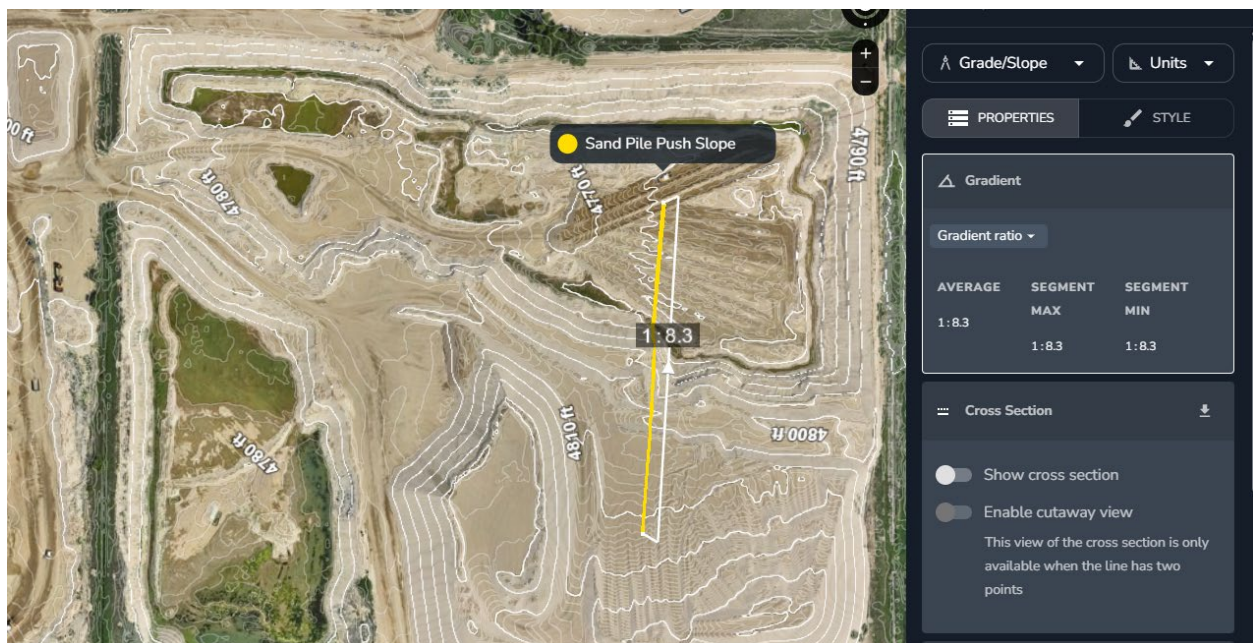 Grade/Slope
Units
PROPERTIES
STYLE
Gradient
Gradient ratio
AVERAGE
SEGMENT MAX
SEGMENT MIN
1:8.3
1:8.3
1:8.3
Cross Section
Show cross section
Enable cutaway view
This view of the cross section is only
available when the line has two
points
+
−
Sand Pile Push Slope
00 ft
4780 ft
4770 ft
4790 ft
1:8.3
4810 ft
4800 ft
4780 ft